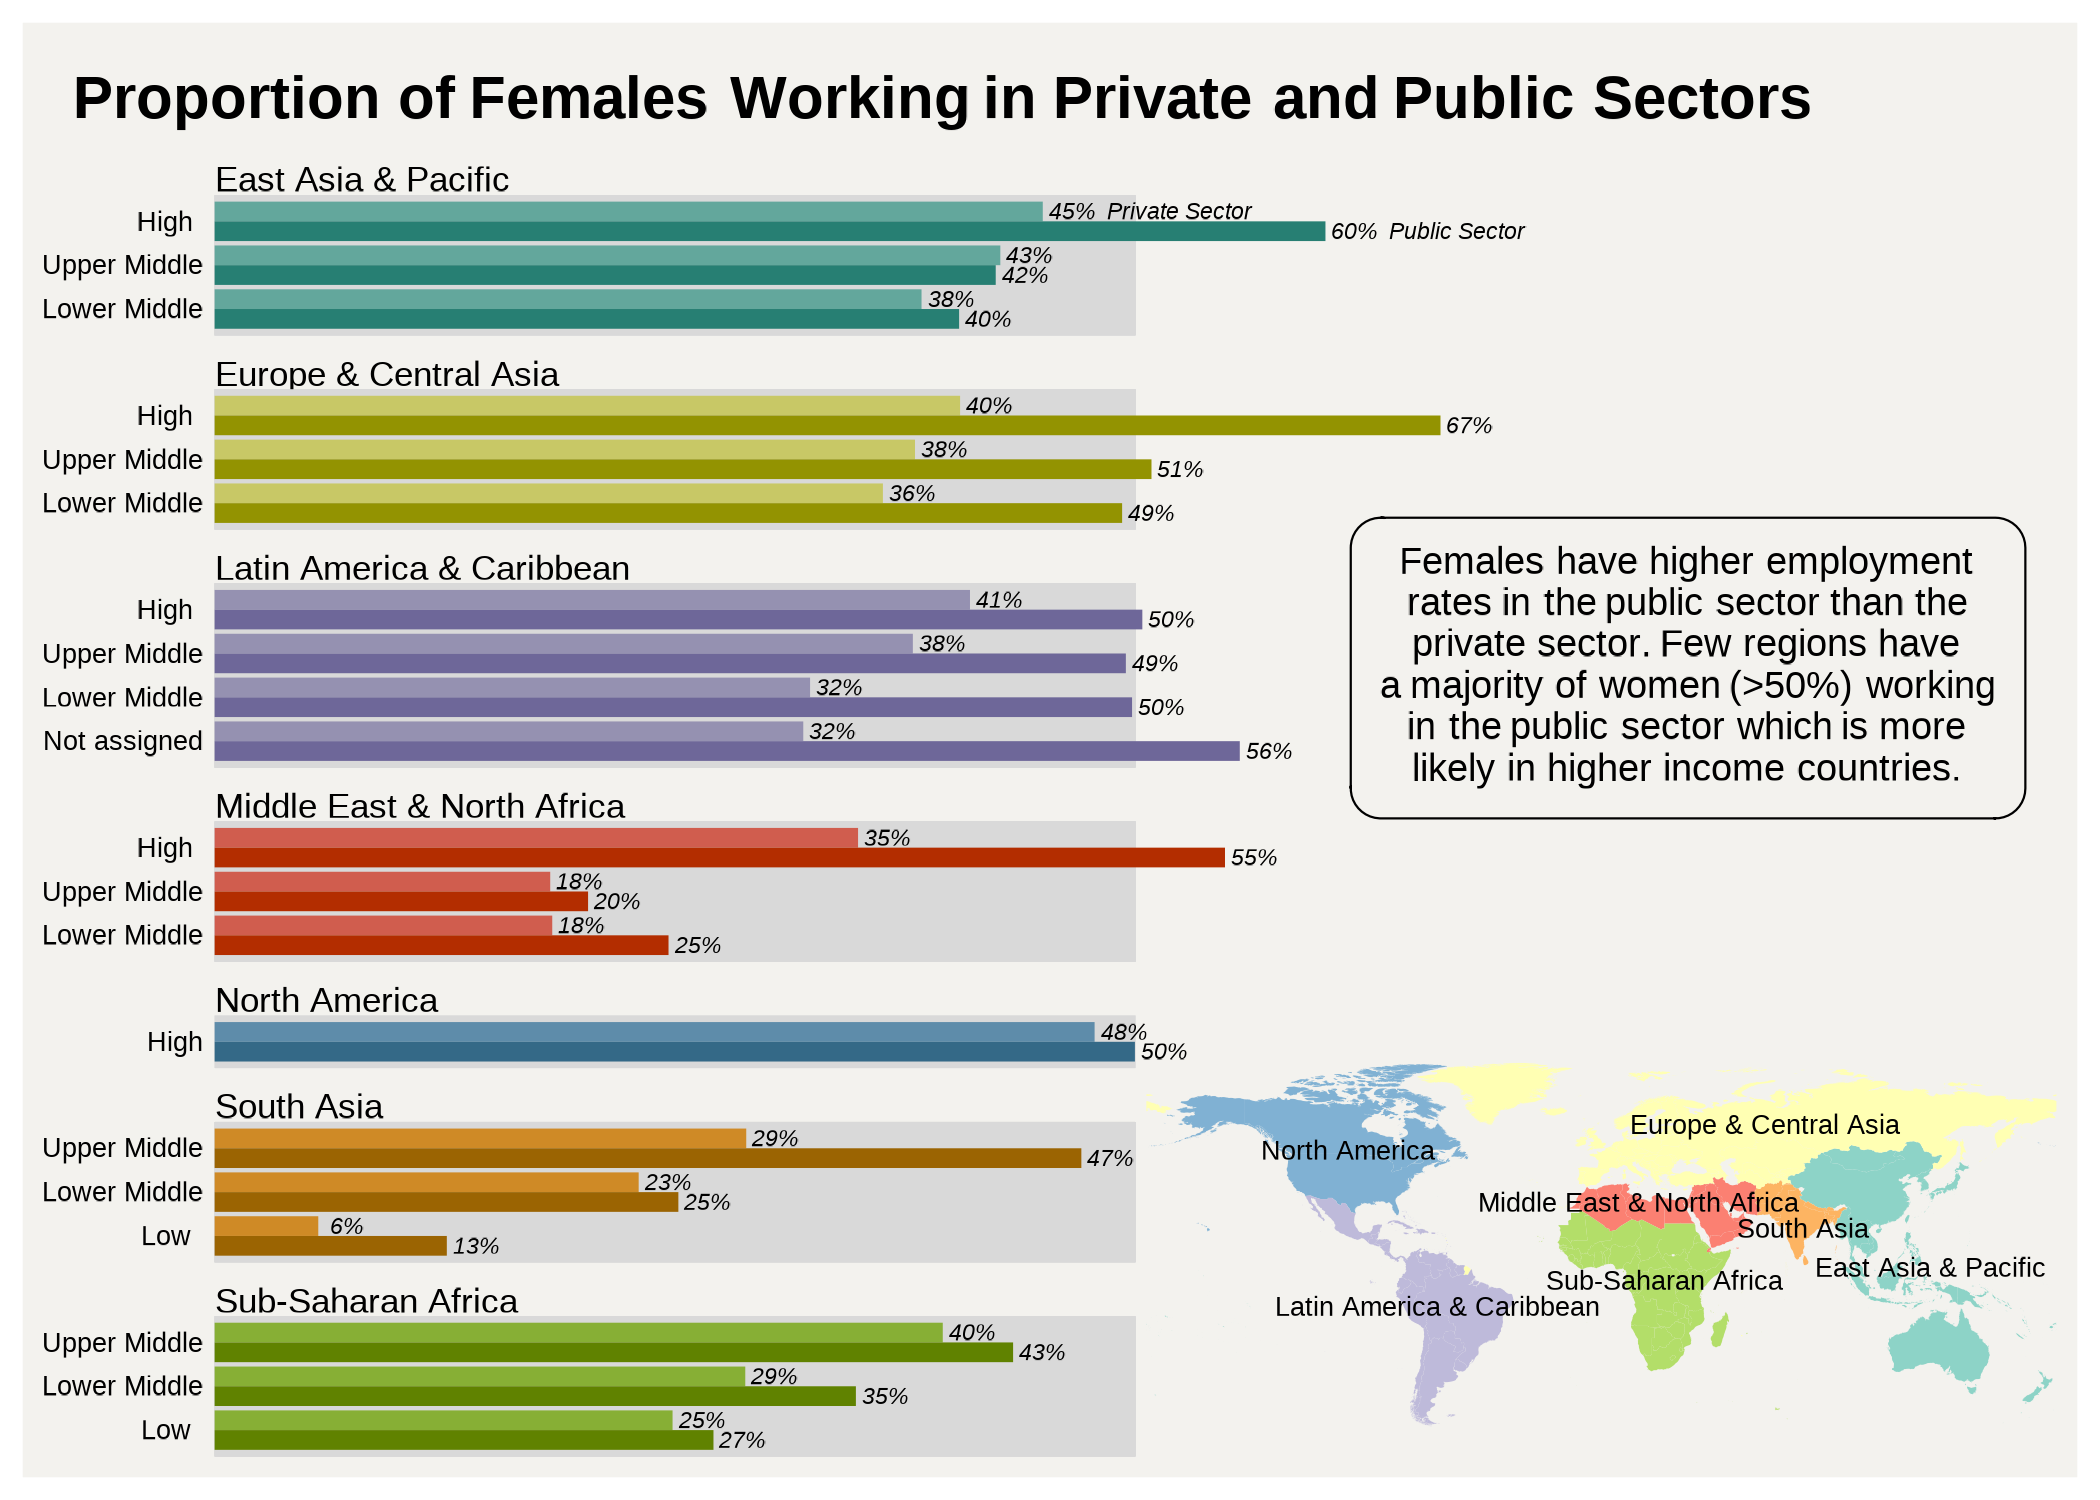 Proportion of Females Working in Private and Public Sectors
East Asia & Pacific
High 45% Private Sector
60% Public Sector
Upper Middle 43%
42%
Lower Middle 38%
40%
Europe & Central Asia
High 40%
67%
Upper Middle 38%
51%
Lower Middle 36%
49%
Latin America & Caribbean
High 41%
50%
Upper Middle 38%
49%
Lower Middle 32%
50%
Not assigned 32%
56%
Middle East & North Africa
High 35%
55%
Upper Middle 18%
20%
Lower Middle 18%
25%
North America
High 48%
50%
South Asia
Upper Middle 29%
47%
Lower Middle 23%
25%
Low 6%
13%
Sub-Saharan Africa
Upper Middle 40%
43%
Lower Middle 29%
35%
Low 25%
27%
Females have higher employment
rates in the public sector than the
private sector. Few regions have
a majority of women (>50%) working
in the public sector which is more
likely in higher income countries.
Europe & Central Asia
North America
Middle East & North Africa
South Asia
East Asia & Pacific
Sub-Saharan Africa
Latin America & Caribbean